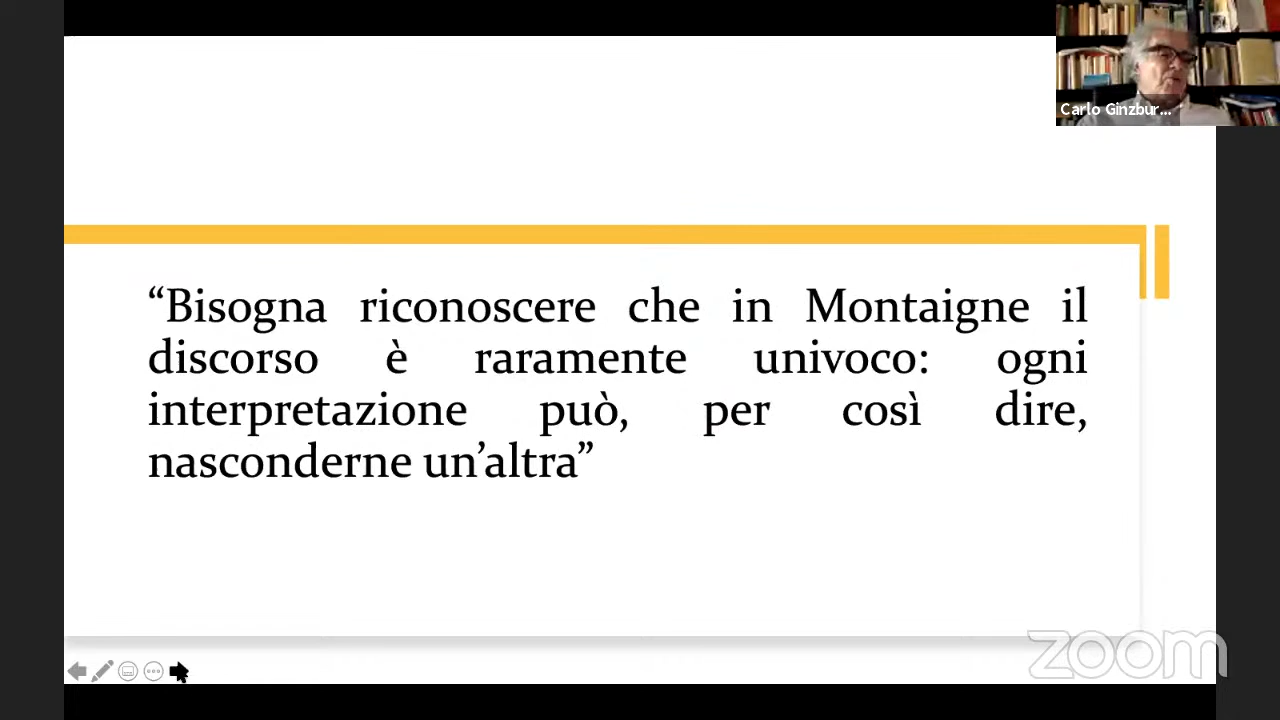 Carlo Ginzbur...
“Bisogna riconoscere che in Montaigne il
discorso è raramente univoco: ogni
interpretazione può, per così dire,
nasconderne un’altra”
zoom